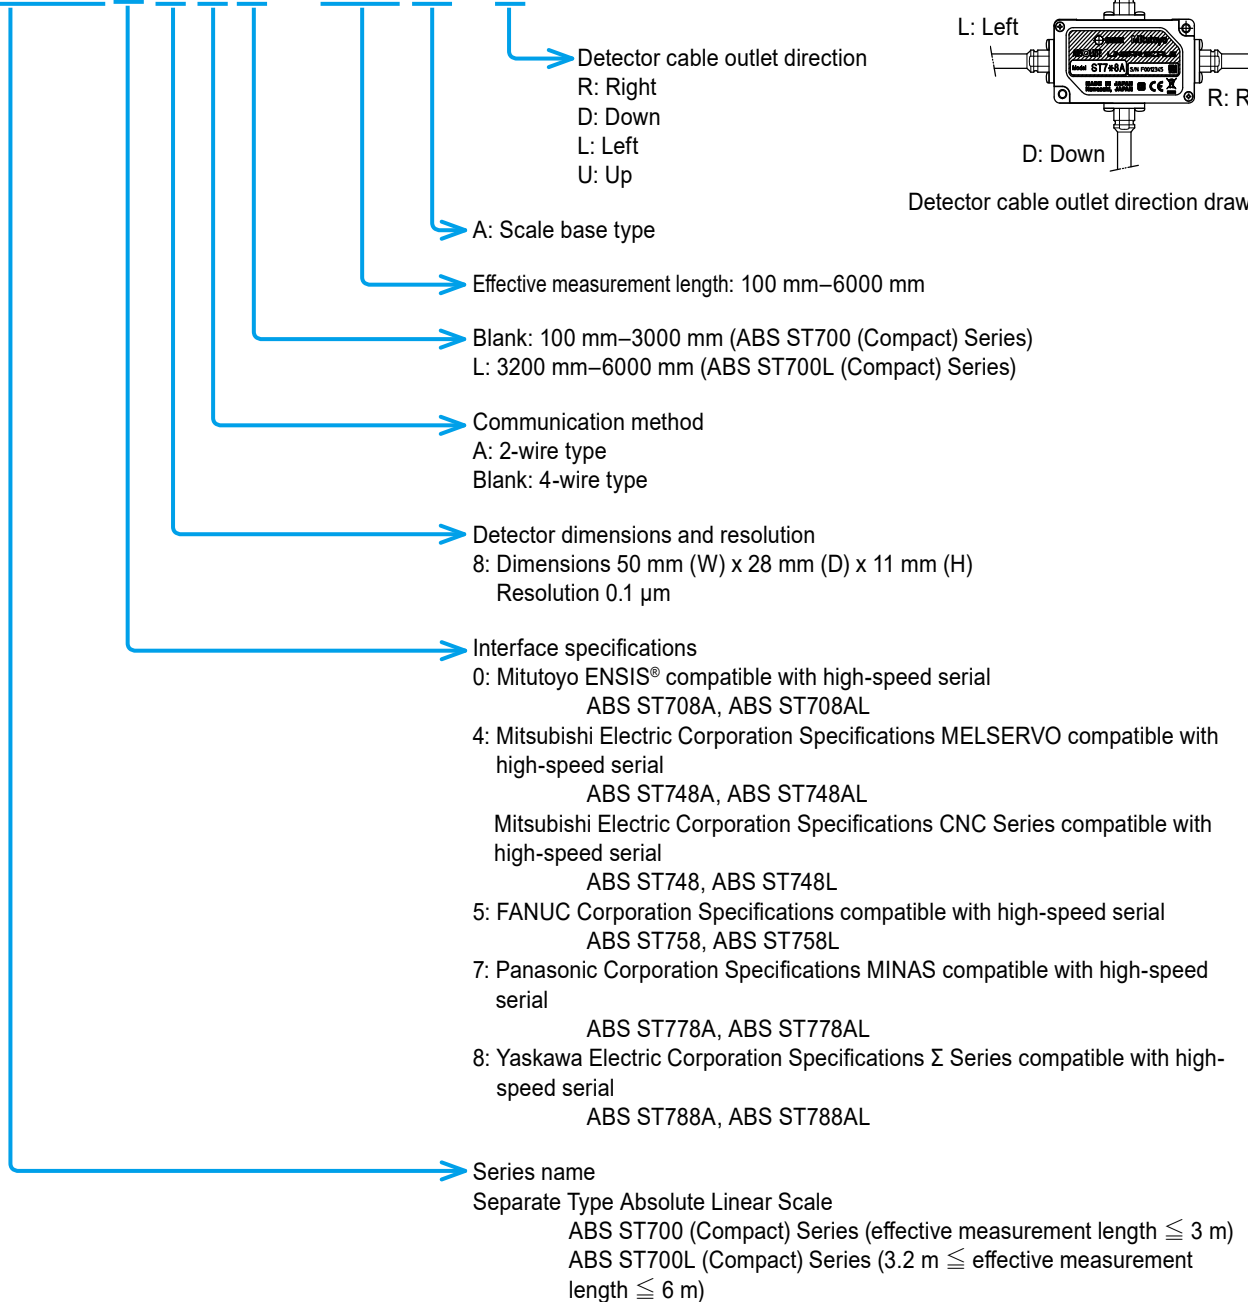 L: Left
Mitutoyo
Model ST7*8A
CE
R: R
D: Down
Detector cable outlet direction draw
Detector cable outlet direction
R: Right
D: Down
L: Left
U: Up
A: Scale base type
Effective measurement length: 100 mm–6000 mm
Blank: 100 mm–3000 mm (ABS ST700 (Compact) Series)
L: 3200 mm–6000 mm (ABS ST700L (Compact) Series)
Communication method
A: 2-wire type
Blank: 4-wire type
Detector dimensions and resolution
8: Dimensions 50 mm (W) x 28 mm (D) x 11 mm (H)
Resolution 0.1 µm
Interface specifications
0: Mitutoyo ENSIS® compatible with high-speed serial
ABS ST708A, ABS ST708AL
4: Mitsubishi Electric Corporation Specifications MELSERVO compatible with
high-speed serial
ABS ST748A, ABS ST748AL
Mitsubishi Electric Corporation Specifications CNC Series compatible with
high-speed serial
ABS ST748, ABS ST748L
5: FANUC Corporation Specifications compatible with high-speed serial
ABS ST758, ABS ST758L
7: Panasonic Corporation Specifications MINAS compatible with high-speed
serial
ABS ST778A, ABS ST778AL
8: Yaskawa Electric Corporation Specifications Σ Series compatible with high-
speed serial
ABS ST788A, ABS ST788AL
Series name
Separate Type Absolute Linear Scale
ABS ST700 (Compact) Series (effective measurement length ≦ 3 m)
ABS ST700L (Compact) Series (3.2 m ≦ effective measurement
length ≦ 6 m)